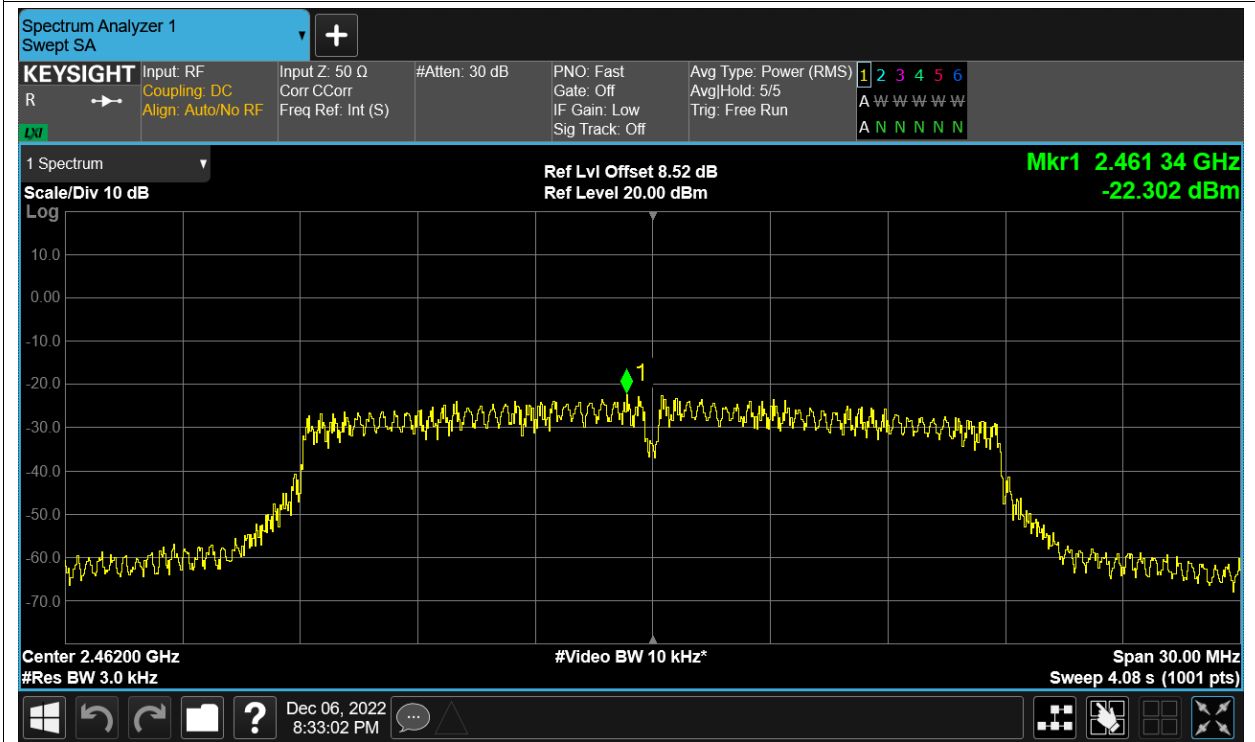 Spectrum Analyzer 1
Swept SA
KEYSIGHT
R
LXI
Input: RF
Coupling: DC
Align: Auto/No RF
Input Z: 50 Ω
Corr CCorr
Freq Ref: Int (S)
#Atten: 30 dB
PNO: Fast
Gate: Off
IF Gain: Low
Sig Track: Off
Avg Type: Power (RMS)
Avg|Hold: 5/5
Trig: Free Run
1 2 3 4 5 6
A W W W W W
A N N N N N
1 Spectrum
Scale/Div 10 dB
Log
Ref Lvl Offset 8.52 dB
Ref Level 20.00 dBm
Mkr1 2.461 34 GHz
-22.302 dBm
10.0
0.00
-10.0
-20.0
-30.0
-40.0
-50.0
-60.0
-70.0
1
Center 2.46200 GHz
#Res BW 3.0 kHz
#Video BW 10 kHz*
Span 30.00 MHz
Sweep 4.08 s (1001 pts)
?
Dec 06, 2022
8:33:02 PM